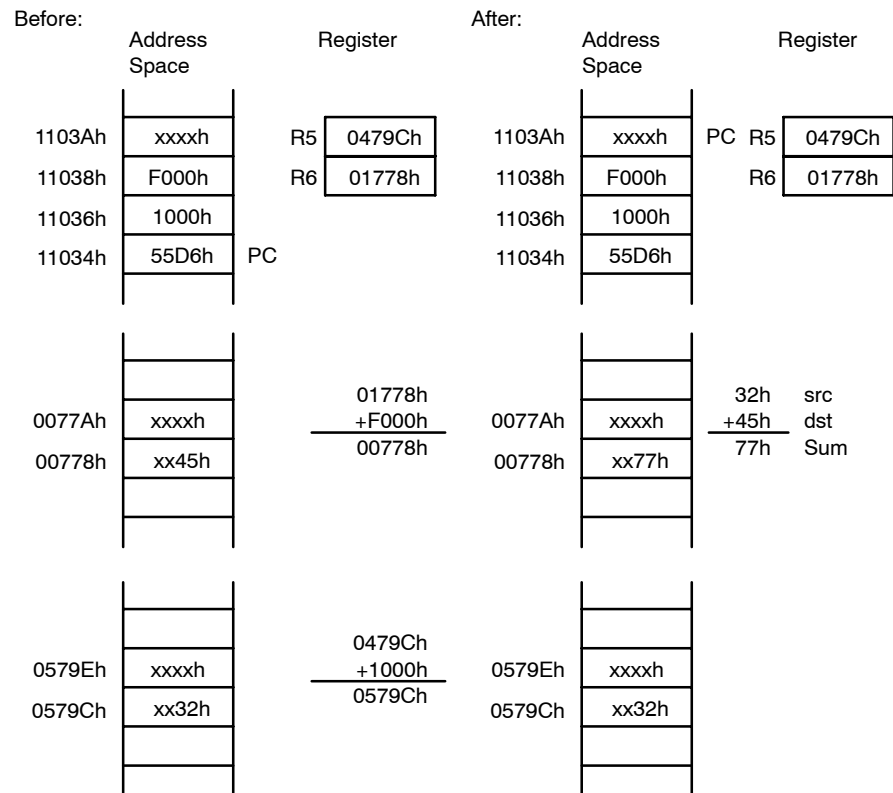 Before:
Address Space
Register
1103Ah xxxxh R5 0479Ch
11038h F000h R6 01778h
11036h 1000h
11034h 55D6h PC
01778h
0077Ah xxxxh +F000h
00778h xx45h 00778h
0479Ch
0579Eh xxxxh +1000h
0579Ch xx32h 0579Ch
After:
Address Space
Register
1103Ah xxxxh PC R5 0479Ch
11038h F000h R6 01778h
11036h 1000h
11034h 55D6h
32h src
0077Ah xxxxh +45h dst
00778h xx77h 77h Sum
0579Eh xxxxh
0579Ch xx32h